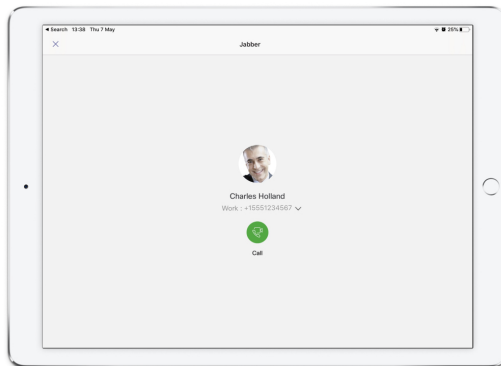 ◀ Search 13:38 Thu 7 May 25%
Jabber
Charles Holland
Work : +15551234567
Call